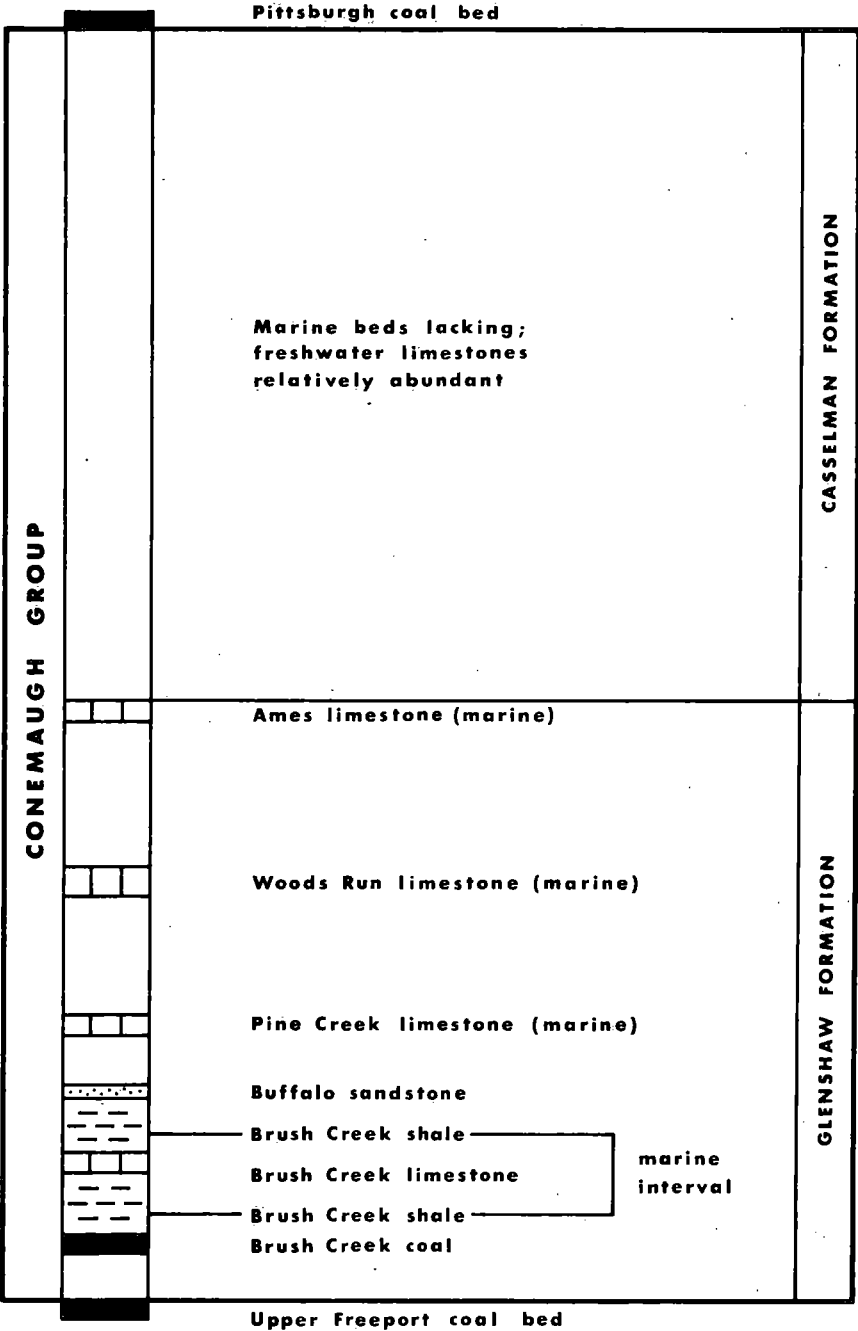 Pittsburgh coal bed
CONEMAUGH GROUP
CASSELMAN FORMATION
Marine beds lacking;
freshwater limestones
relatively abundant
Ames limestone (marine)
Woods Run limestone (marine)
GLENSHAW FORMATION
Pine Creek limestone (marine)
Buffalo sandstone
Brush Creek shale
Brush Creek limestone
marine
interval
Brush Creek shale
Brush Creek coal
Upper Freeport coal bed